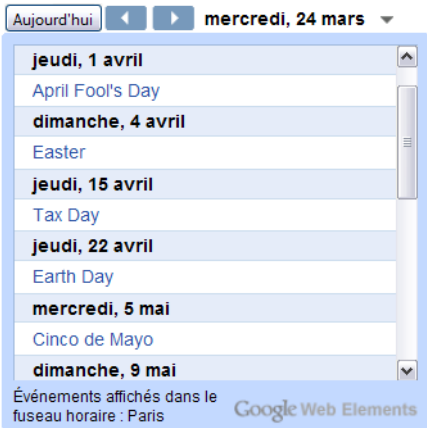 Aujourd'hui mercredi, 24 mars
jeudi, 1 avril
April Fool's Day
dimanche, 4 avril
Easter
jeudi, 15 avril
Tax Day
jeudi, 22 avril
Earth Day
mercredi, 5 mai
Cinco de Mayo
dimanche, 9 mai
Événements affichés dans le
fuseau horaire : Paris
Google Web Elements